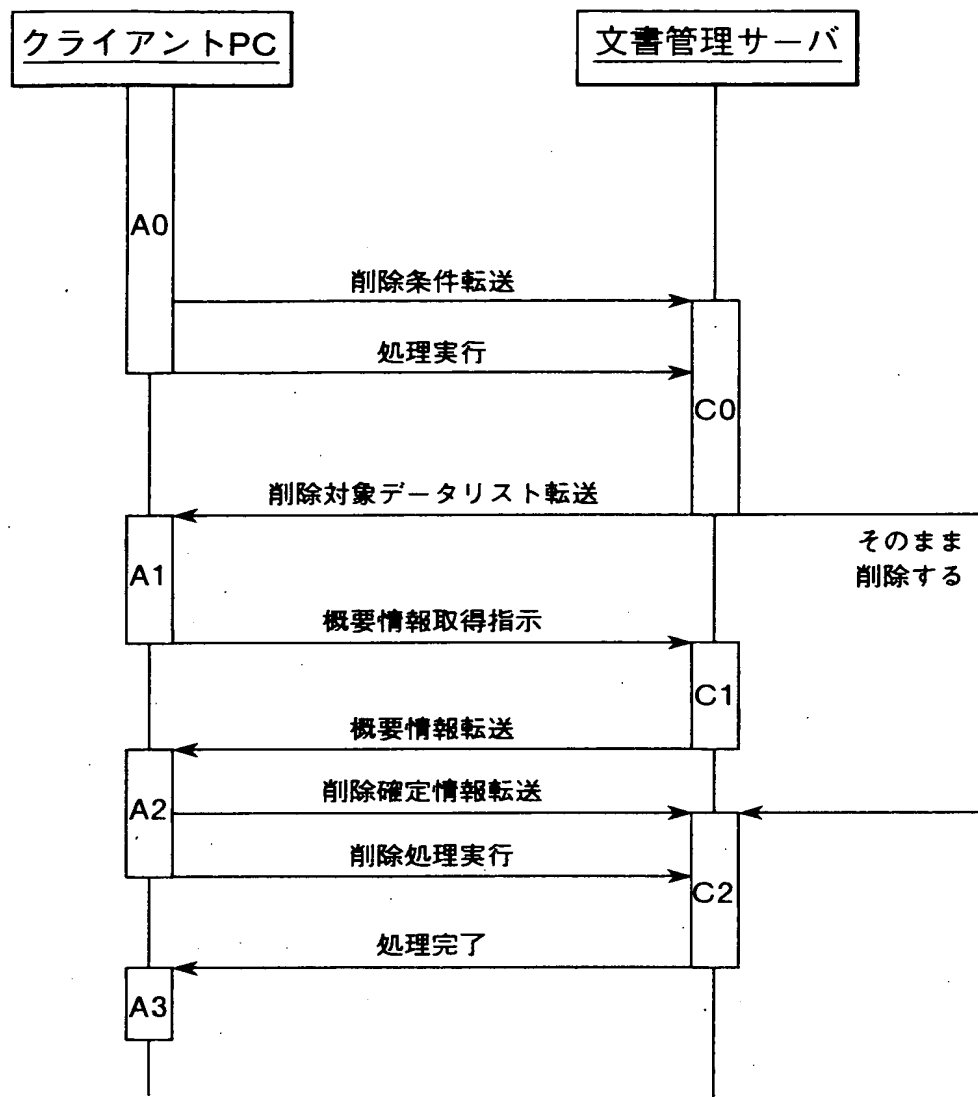 クライアントPC
文書管理サーバ
A0
削除条件転送
処理実行
C0
削除対象データリスト転送
そのまま
削除する
A1
概要情報取得指示
C1
概要情報転送
A2
削除確定情報転送
削除処理実行
C2
処理完了
A3